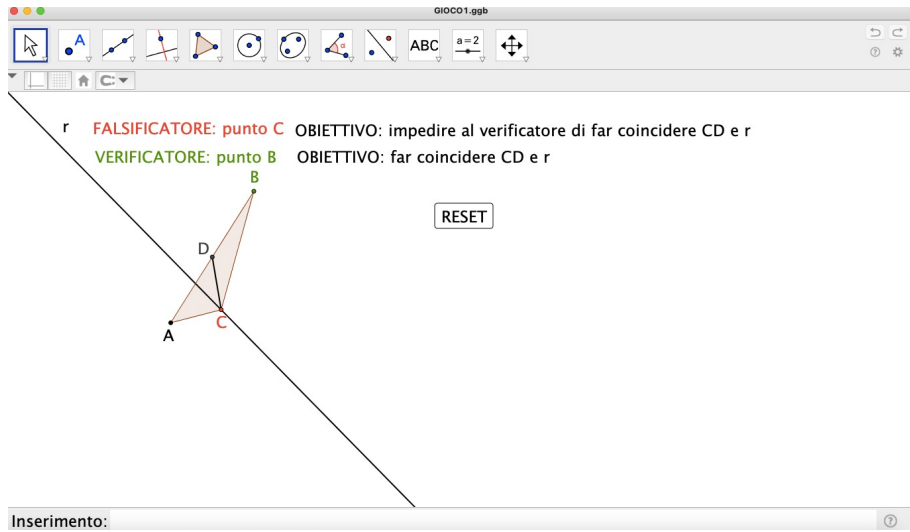 GIOCO1.ggb
A
α
ABC
a=2
r FALSIFICATORE: punto C OBIETTIVO: impedire al verificatore di far coincidere CD e r
VERIFICATORE: punto B OBIETTIVO: far coincidere CD e r
B
RESET
D
C
A
Inserimento: